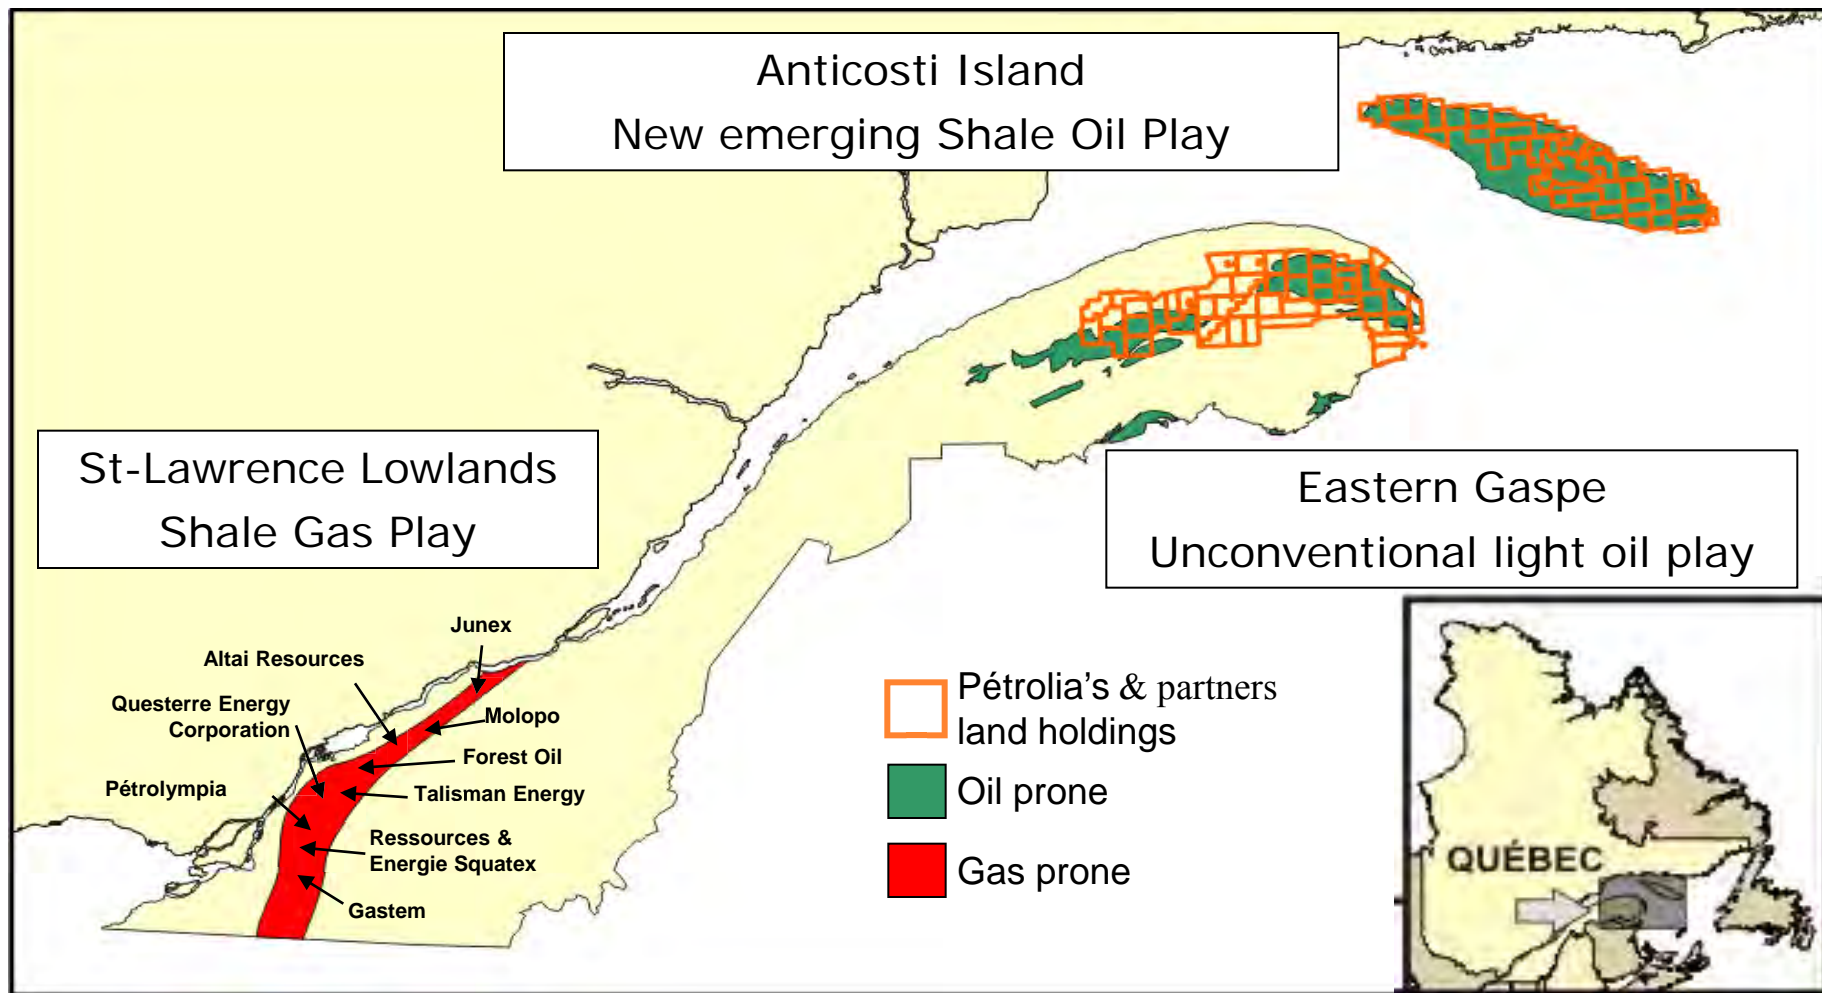 Anticosti Island
New emerging Shale Oil Play
St-Lawrence Lowlands
Shale Gas Play
Eastern Gaspe
Unconventional light oil play
Junex
Altai Resources
Questerre Energy
Corporation
Molopo
Forest Oil
Pétrolympia
Talisman Energy
Ressources &
Energie Squatex
Gastem
Pétrolia's & partners
land holdings
Oil prone
Gas prone
QUÉBEC